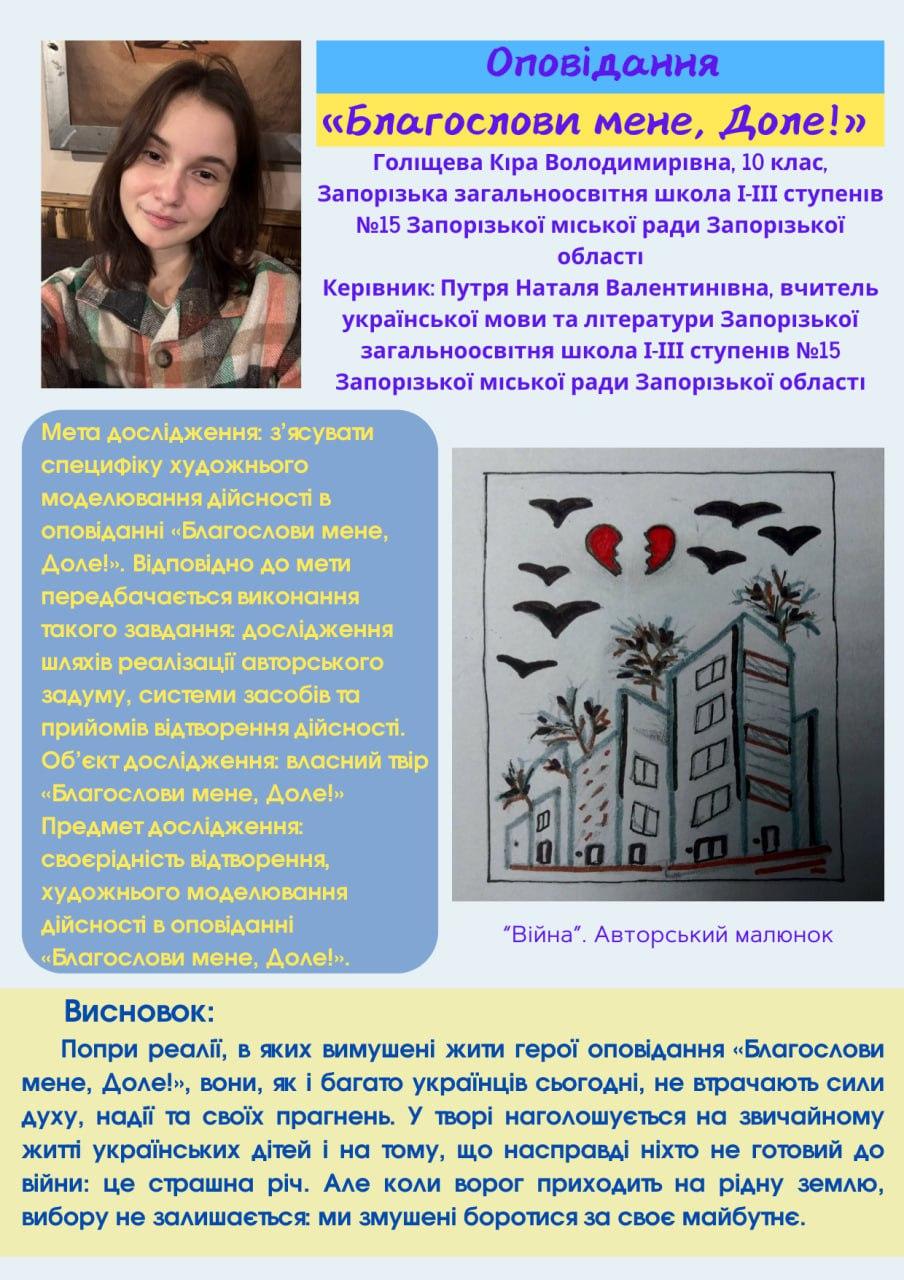 Оповідання
«Благослови мене, Доле!»
Голіщева Кіра Володимирівна, 10 клас,
Запорізька загальноосвітня школа І-ІІІ ступенів
№15 Запорізької міської ради Запорізької
області
Керівник: Путря Наталя Валентинівна, вчитель
української мови та літератури Запорізької
загальноосвітня школа І-ІІІ ступенів №15
Запорізької міської ради Запорізької області
Мета дослідження: з’ясувати
специфіку художнього
моделювання дійсності в
оповіданні «Благослови мене,
Доле!». Відповідно до мети
передбачається виконання
такого завдання: дослідження
шляхів реалізації авторського
задуму, системи засобів та
прийомів відтворення дійсності.
Об’єкт дослідження: власний твір
«Благослови мене, Доле!»
Предмет дослідження:
своєрідність відтворення,
художнього моделювання
дійсності в оповіданні
«Благослови мене, Доле!».
“Війна”. Авторський малюнок
Висновок:
Попри реалії, в яких вимушені жити герої оповідання «Благослови
мене, Доле!», вони, як і багато українців сьогодні, не втрачають сили
духу, надії та своїх прагнень. У творі наголошується на звичайному
житті українських дітей і на тому, що насправді ніхто не готовий до
війни: це страшна річ. Але коли ворог приходить на рідну землю,
вибору не залишається: ми змушені боротися за своє майбутнє.